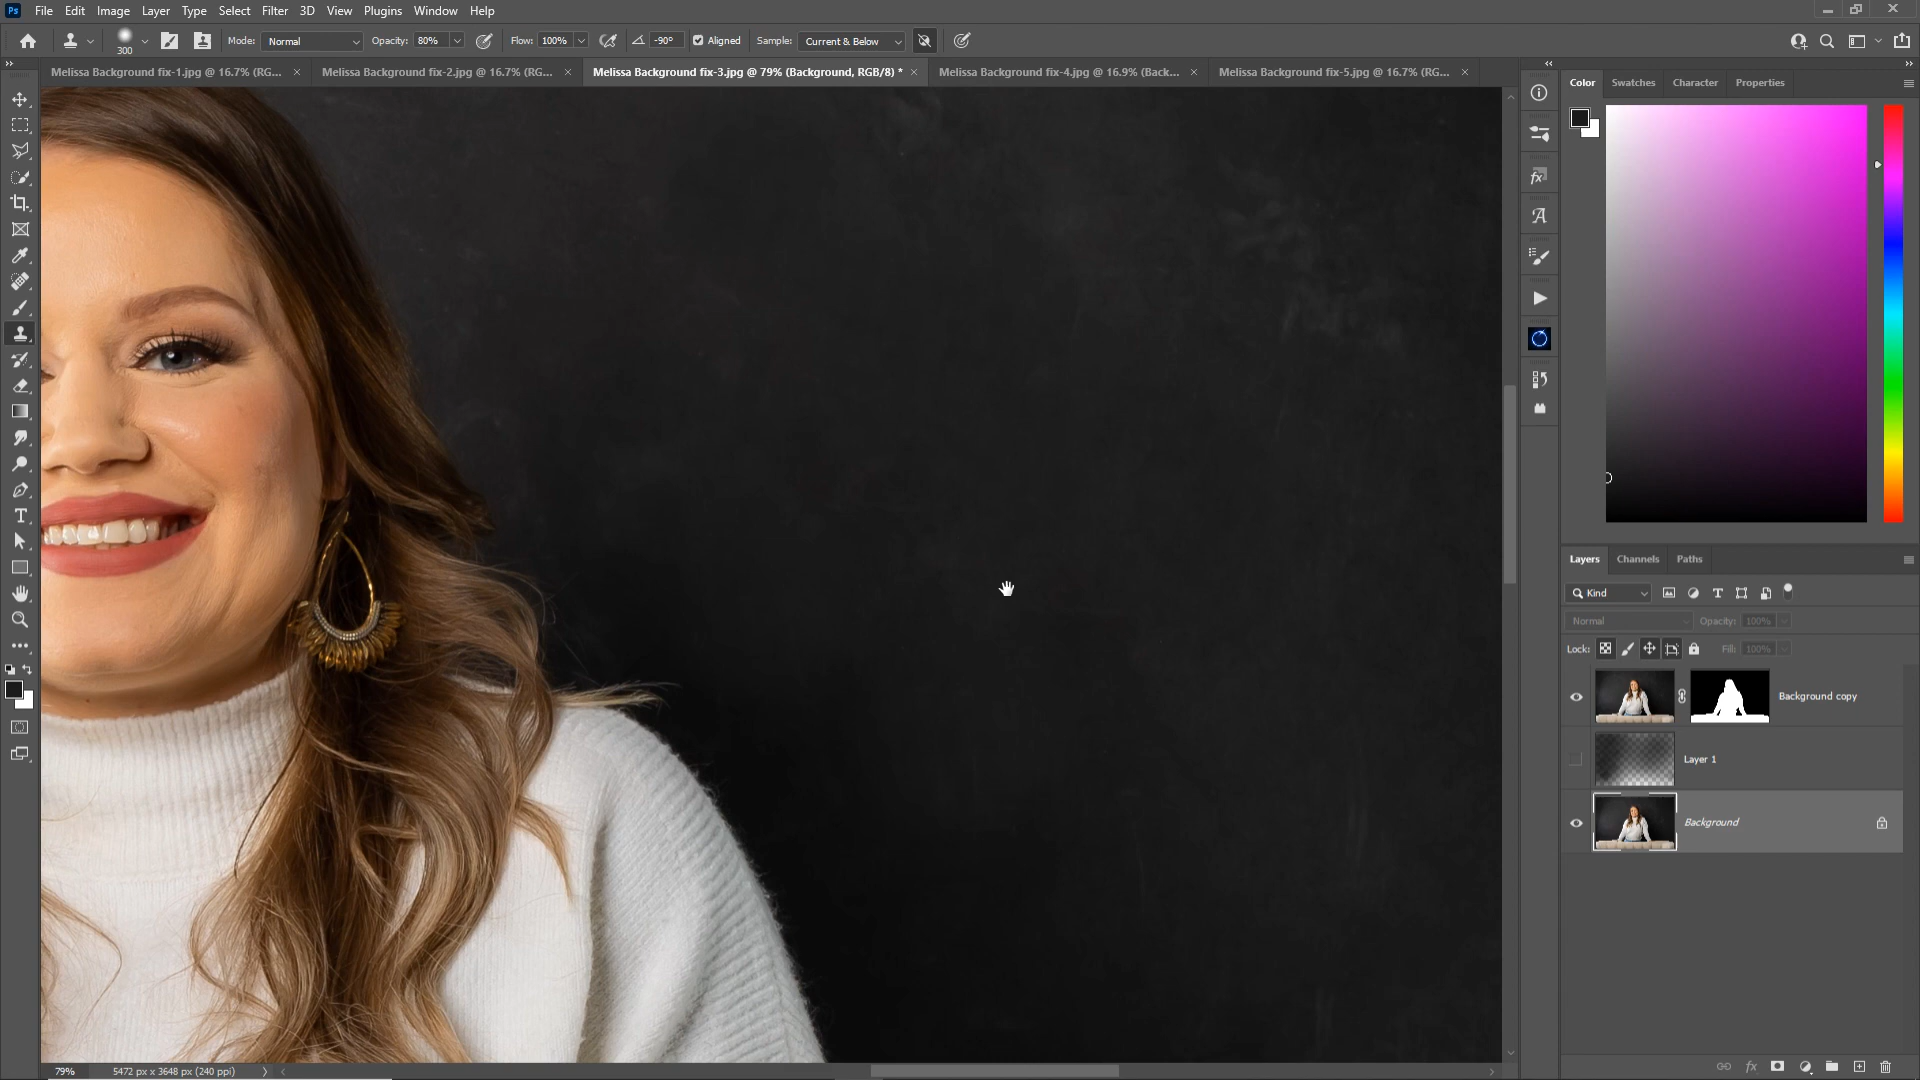 Ps File Edit Image Layer Type Select Filter 3D View Plugins Window Help
300 Mode: Normal Opacity: 80% Flow: 100% -90° Aligned Sample: Current & Below
Melissa Background fix-1.jpg @ 16.7% (RG... × Melissa Background fix-2.jpg @ 16.7% (RG... × Melissa Background fix-3.jpg @ 79% (Background, RGB/8) * × Melissa Background fix-4.jpg @ 16.9% (Back... × Melissa Background fix-5.jpg @ 16.7% (RG... ×
Color Swatches Character Properties
Layers Channels Paths
Kind
Normal Opacity: 100%
Lock: Fill: 100%
Background copy
Layer 1
Background
79% 5472 px x 3648 px (240 ppi)